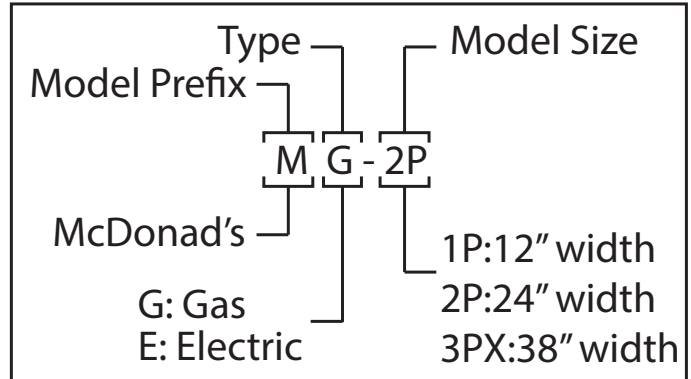 Type
Model Size
Model Prefix
M G - 2P
McDonad's
1P:12” width
G: Gas
2P:24” width
E: Electric
3PX:38” width